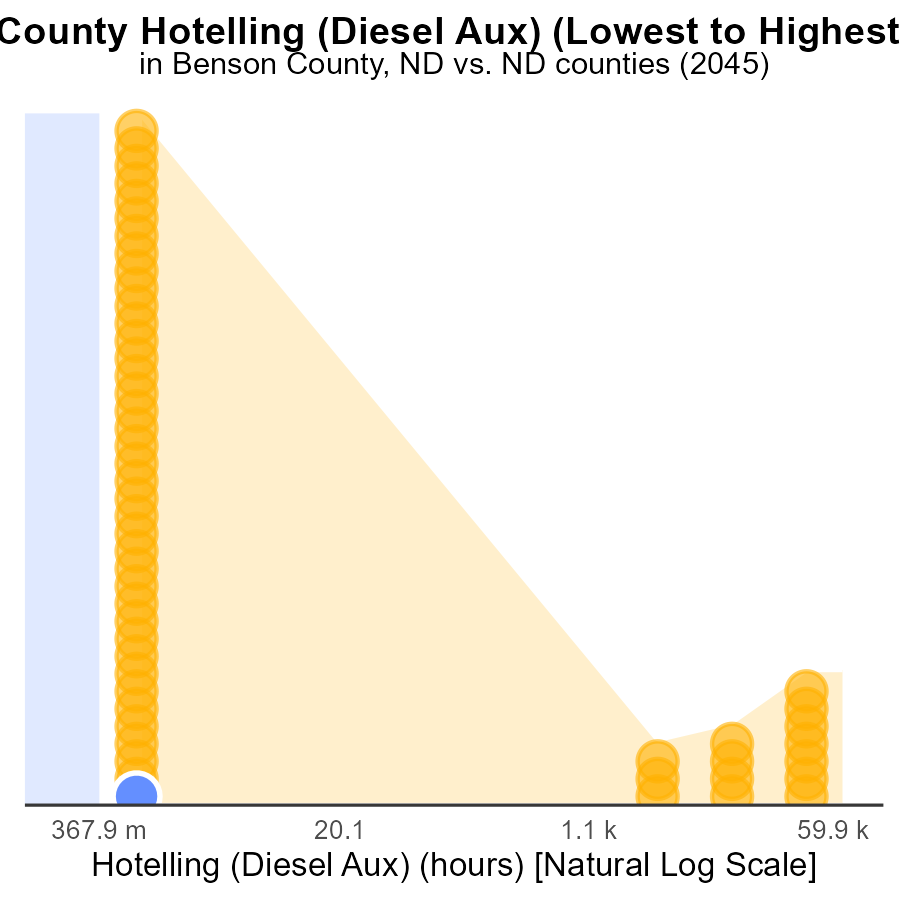 County Hotelling (Diesel Aux) (Lowest to Highest
in Benson County, ND vs. ND counties (2045)
367.9 m 20.1 1.1 k 59.9 k
Hotelling (Diesel Aux) (hours) [Natural Log Scale]